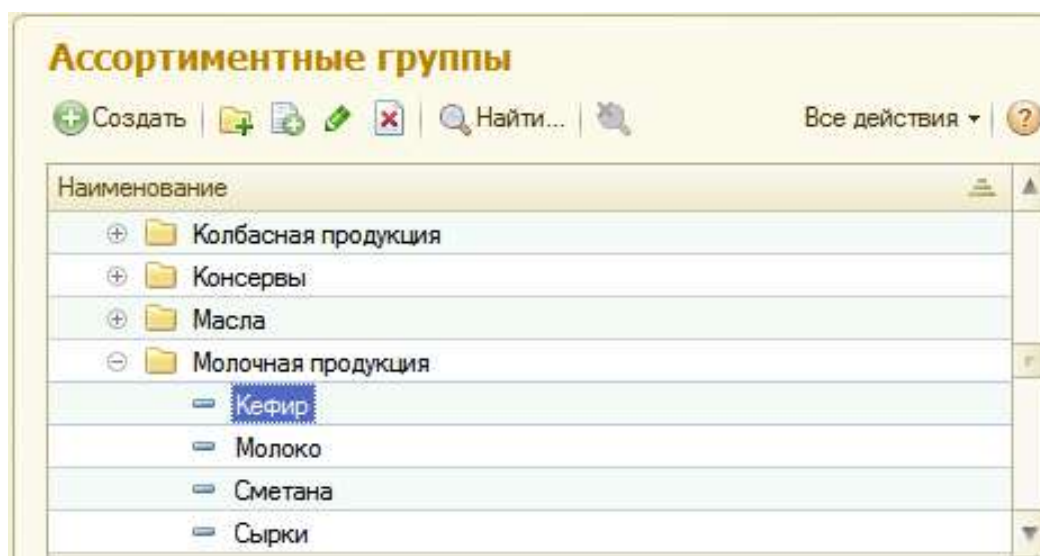 Ассортиментные группы
Создать Найти... Все действия ?
Наименование
Колбасная продукция
Консервы
Масла
Молочная продукция
Кефир
Молоко
Сметана
Сырки